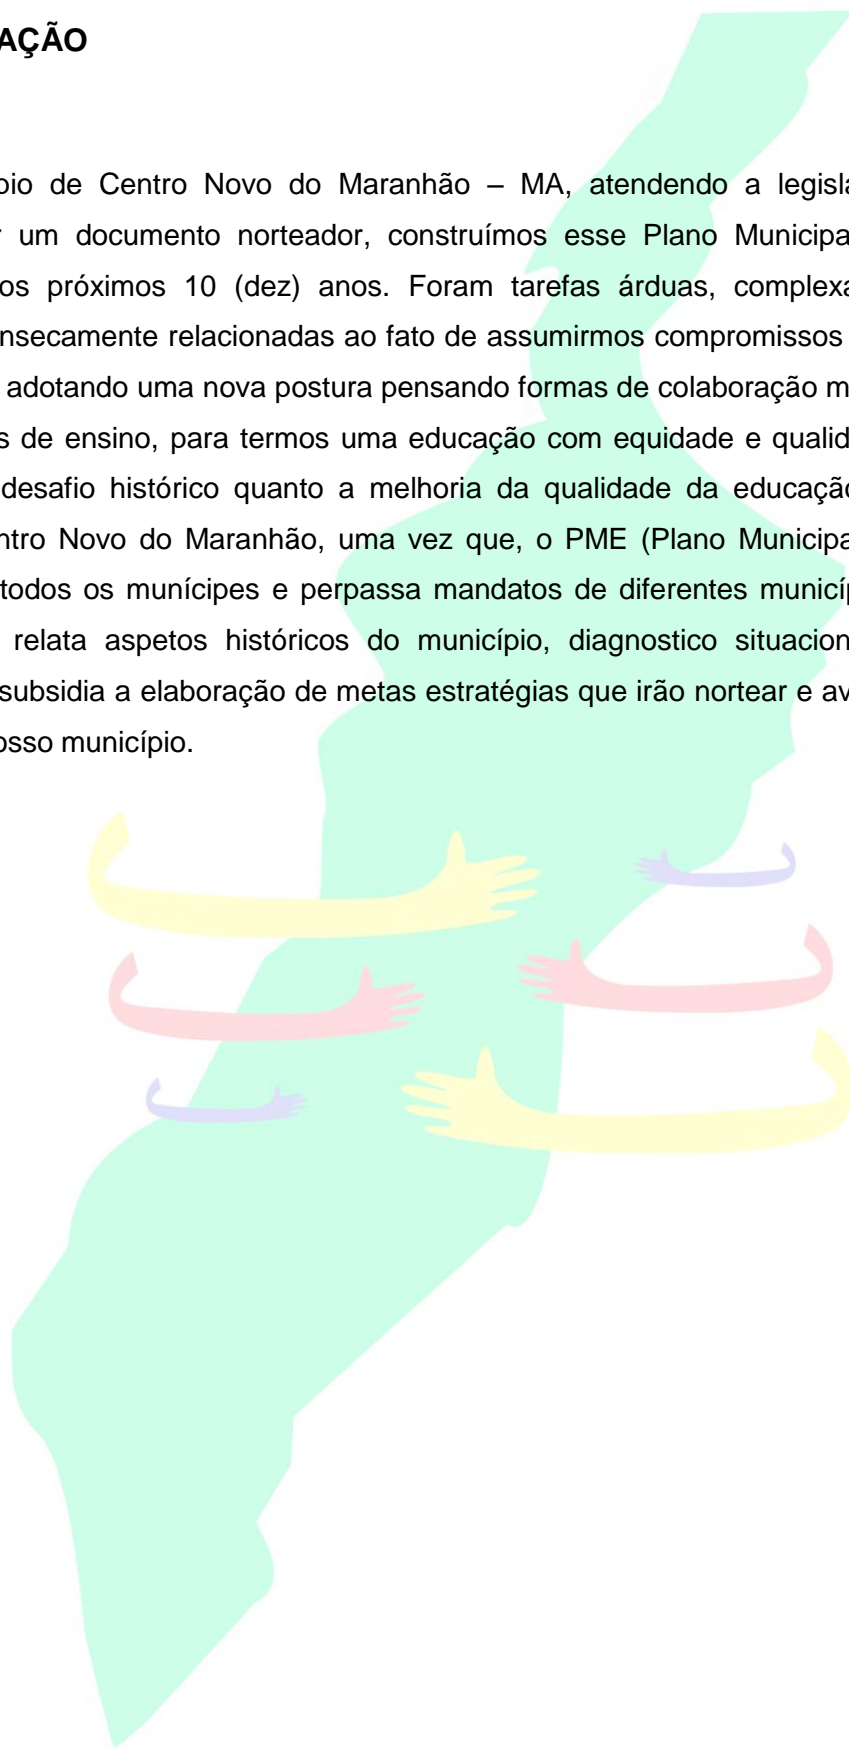 AÇÃO
oio de Centro Novo do Maranhão – MA, atendendo a legisla
r um documento norteador, construímos esse Plano Municipa
os próximos 10 (dez) anos. Foram tarefas árduas, complexa
nsecamente relacionadas ao fato de assumirmos compromissos
adotando uma nova postura pensando formas de colaboração m
s de ensino, para termos uma educação com equidade e qualid
desafio histórico quanto a melhoria da qualidade da educação
ntro Novo do Maranhão, uma vez que, o PME (Plano Municipa
todos os munícipes e perpassa mandatos de diferentes municíp
relata aspetos históricos do município, diagnostico situacion
subsidia a elaboração de metas estratégias que irão nortear e av
osso município.